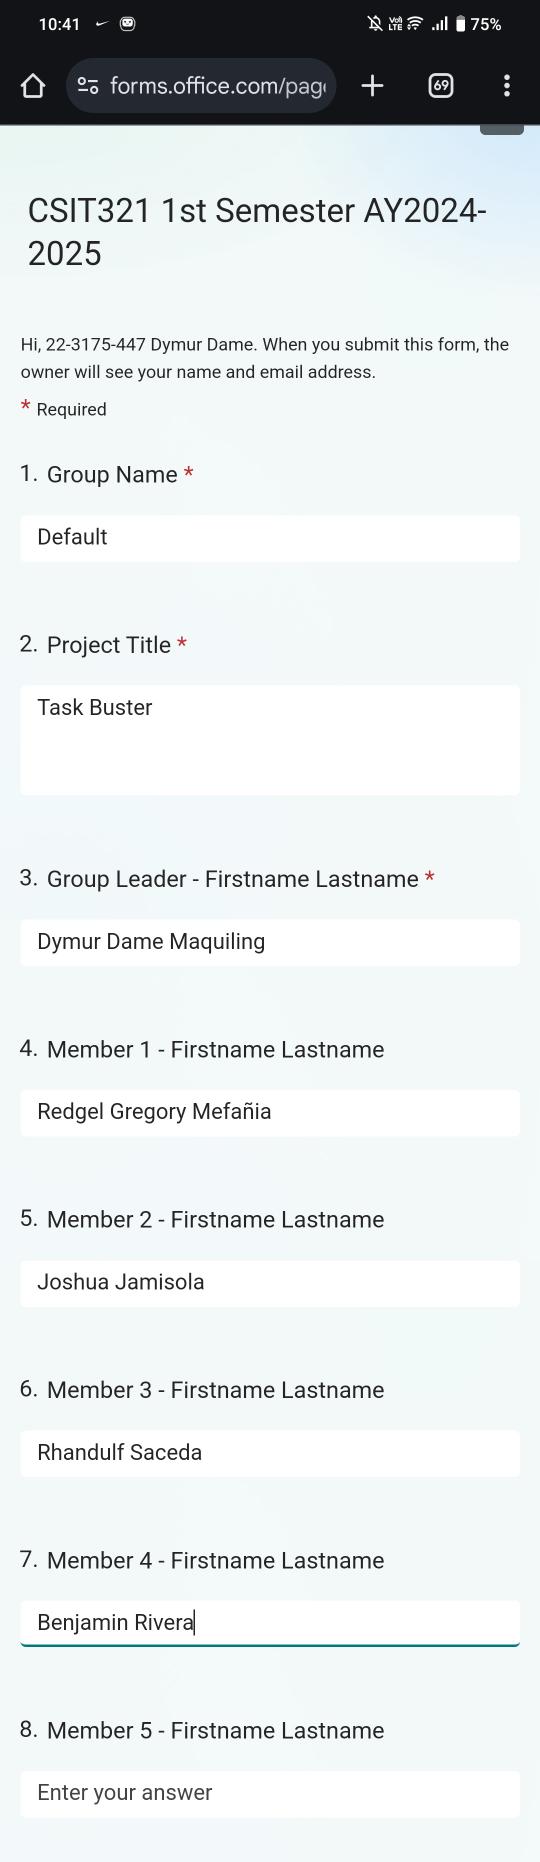 10:41
Vo)
LTE
75%
forms.office.com/pag
69
CSIT321 1st Semester AY2024-
2025
Hi, 22-3175-447 Dymur Dame. When you submit this form, the
owner will see your name and email address.
* Required
1. Group Name *
Default
2. Project Title *
Task Buster
3. Group Leader - Firstname Lastname *
Dymur Dame Maquiling
4. Member 1 - Firstname Lastname
Redgel Gregory Mefañia
5. Member 2 - Firstname Lastname
Joshua Jamisola
6. Member 3 - Firstname Lastname
Rhandulf Saceda
7. Member 4 - Firstname Lastname
Benjamin Rivera
8. Member 5 - Firstname Lastname
Enter your answer